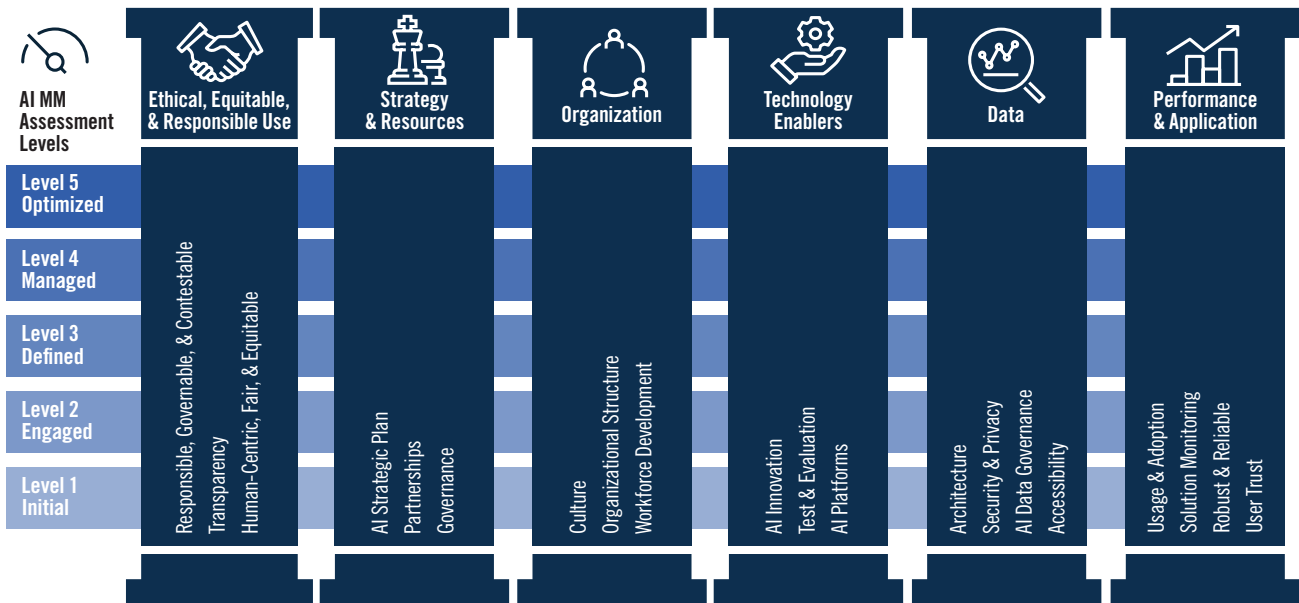 AI MM
Assessment
Levels
Ethical, Equitable,
& Responsible Use
Strategy
& Resources
Organization
Technology
Enablers
Data
Performance
& Application
Level 5
Optimized
Level 4
Managed
Level 3
Defined
Level 2
Engaged
Level 1
Initial
Responsible, Governable, & Contestable
Transparency
Human-Centric, Fair, & Equitable
AI Strategic Plan
Partnerships
Governance
Culture
Organizational Structure
Workforce Development
AI Innovation
Test & Evaluation
AI Platforms
Architecture
Security & Privacy
AI Data Governance
Accessibility
Usage & Adoption
Solution Monitoring
Robust & Reliable
User Trust